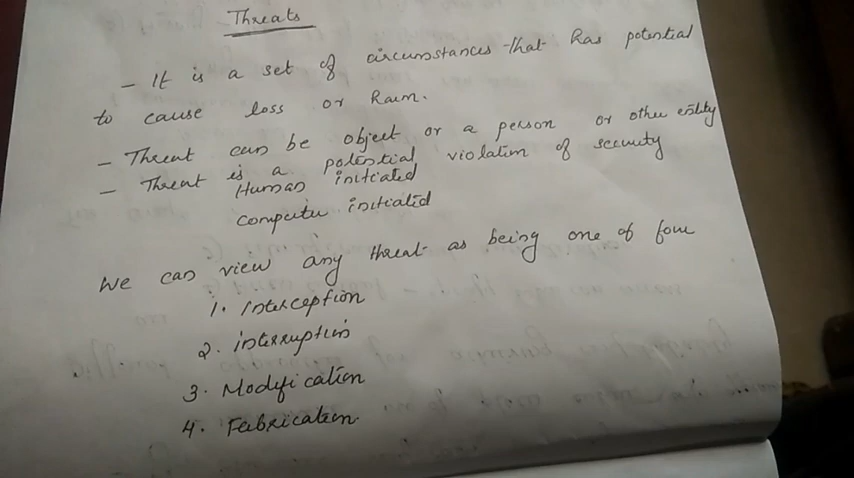 Threats
- It is a set of circumstances that has potential
to cause loss or harm.
- Threat can be object or a person or other entity
- Threat is a potential violation of security
Human initiated
Computer initiated
We can view any threat as being one of four
1. Interception
2. interruption
3. Modification
4. Fabrication.